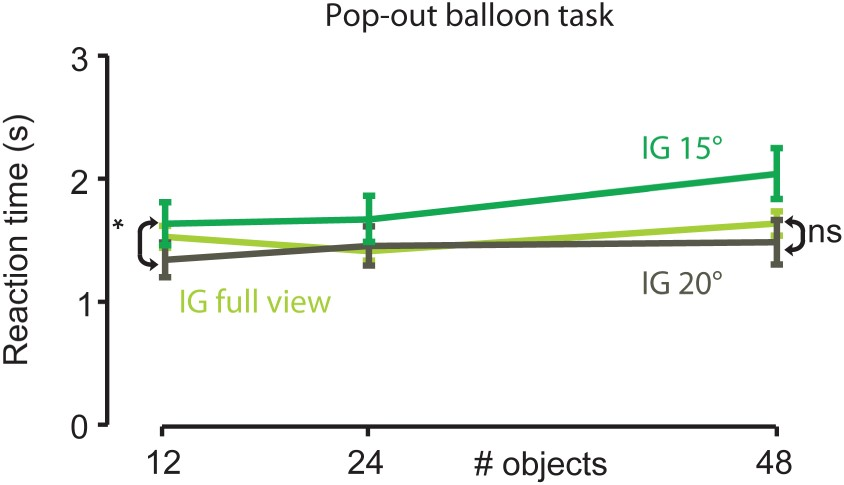 Pop-out balloon task
Reaction time (s)
3
2
1
0
IG 15°
*
ns
IG full view
IG 20°
12
24
# objects
48